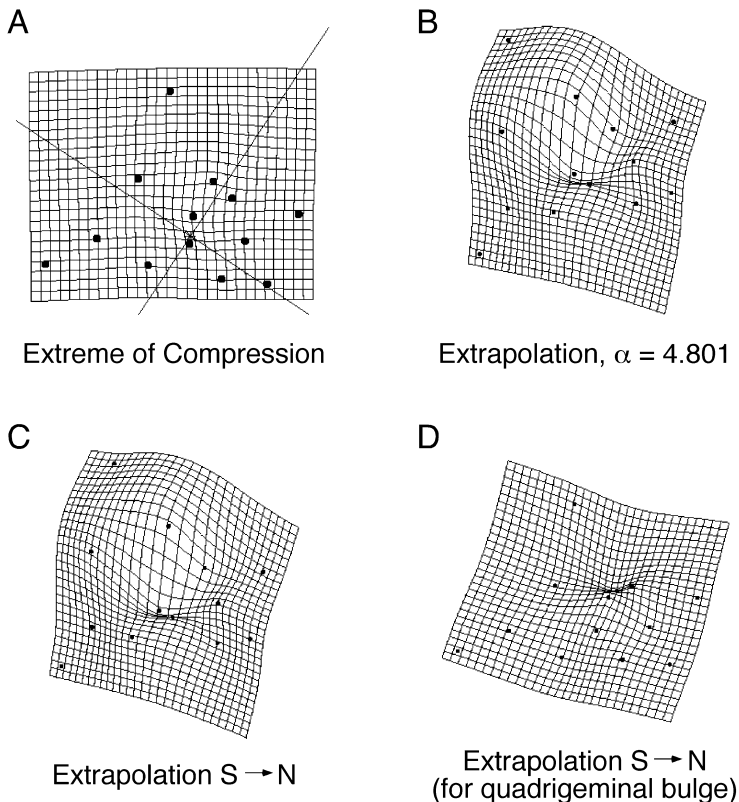 A
B
Extreme of Compression
Extrapolation, α = 4.801
C
D
Extrapolation S → N
Extrapolation S → N
(for quadrigeminal bulge)